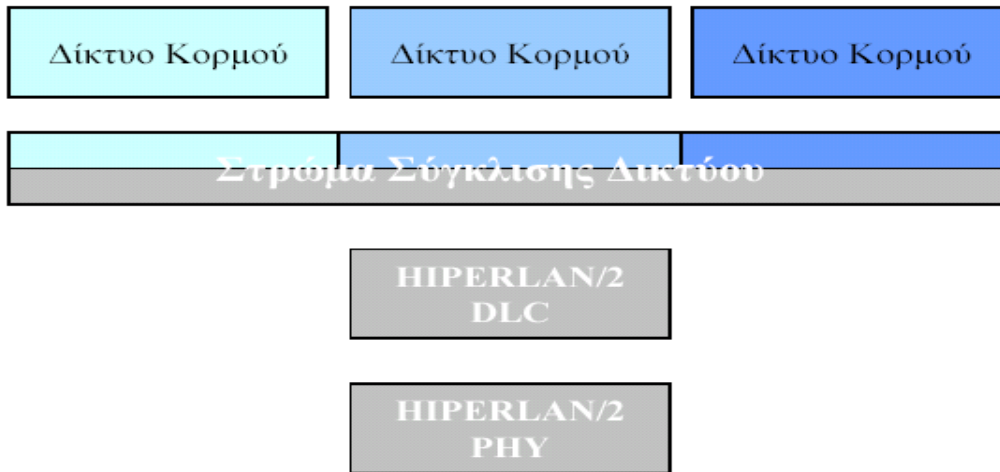 Δίκτυο Κορμού Δίκτυο Κορμού Δίκτυο Κορμού
Στρώμα Σύγκλισης Δικτύου
HIPERLAN/2
DLC
HIPERLAN/2
PHY